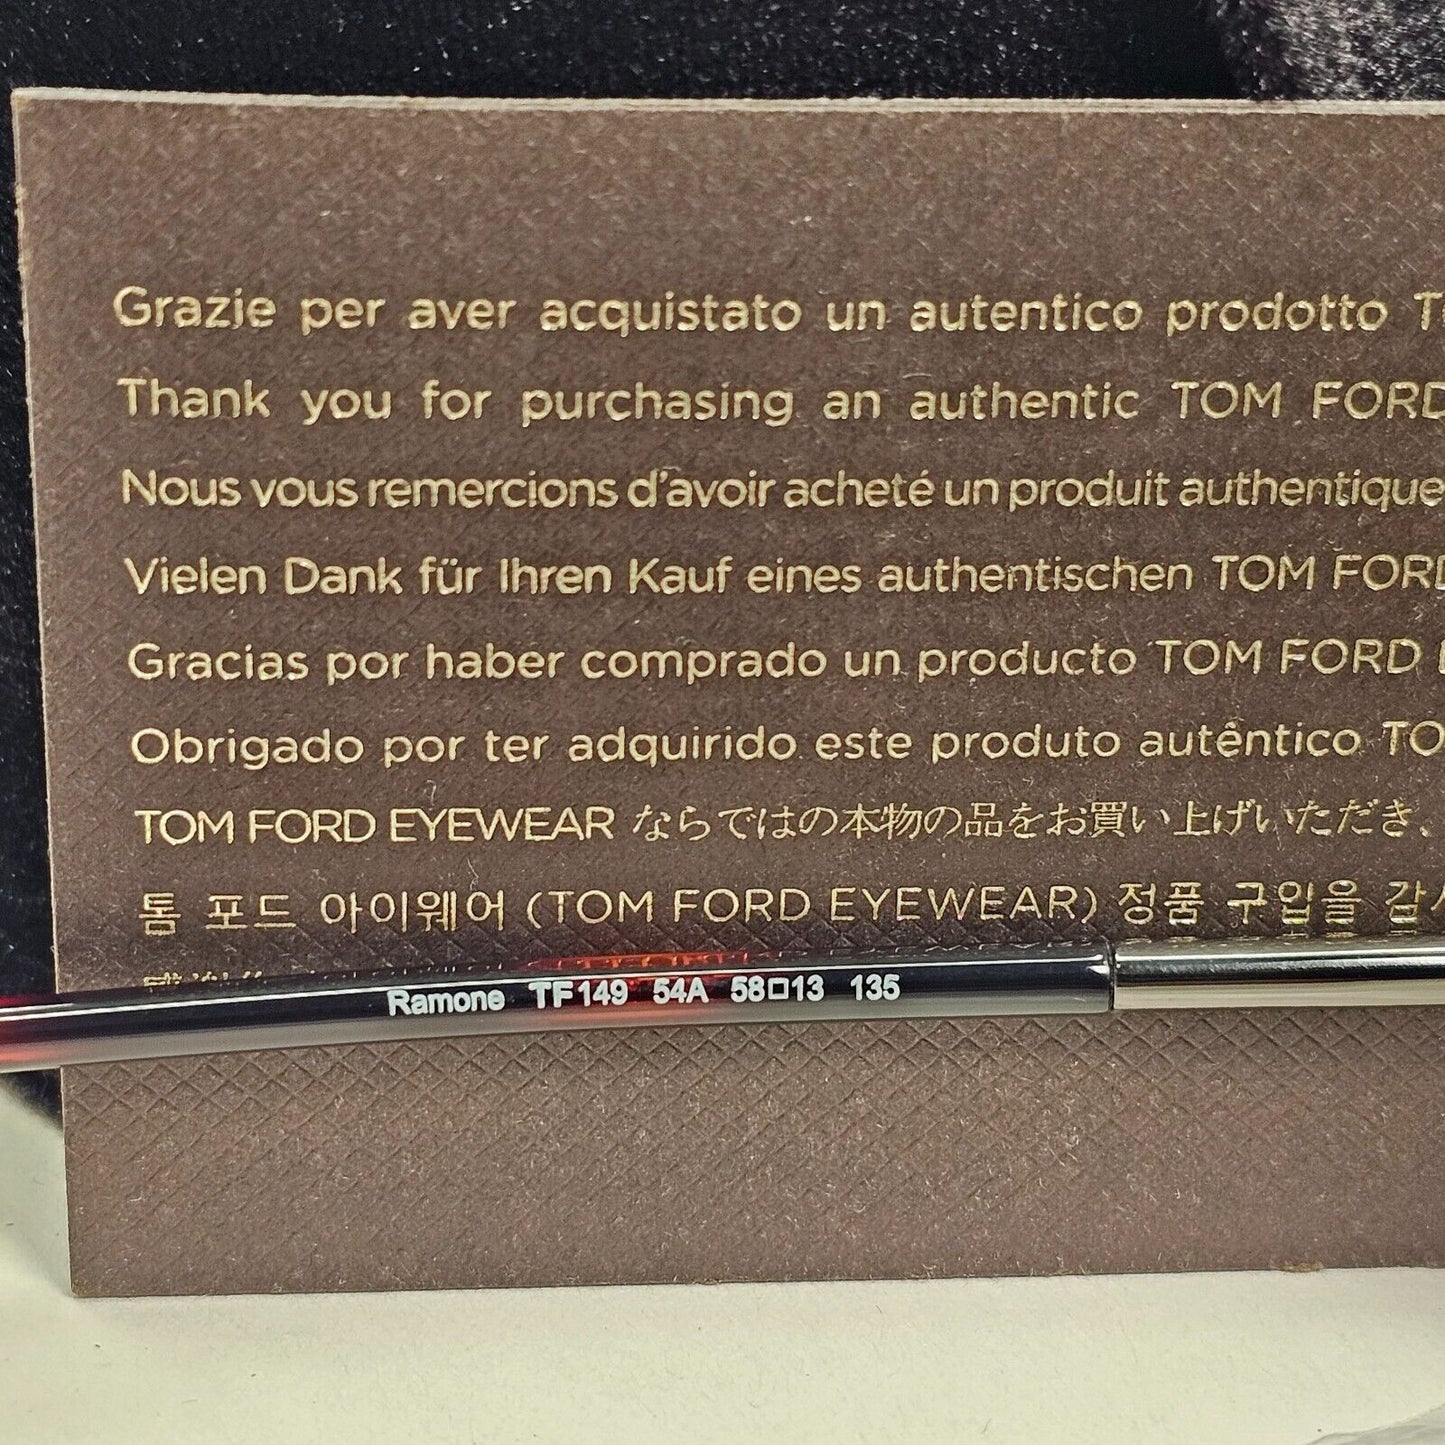 Grazie per aver acquistato un autentico prodotto
Thank you for purchasing an authentic TOM FORD
Nous vous remercions d'avoir acheté un produit authentique
Vielen Dank für Ihren Kauf eines authentischen TOM FORD
Gracias por haber comprado un producto TOM FORD
Obrigado por ter adquirido este produto autêntico
TOM FORD EYEWEAR ならではの本物の品をお買い上げいただき、
톰 포드 아이웨어 (TOM FORD EYEWEAR) 정품 구입을
Ramone TF149 54A 58□13 135